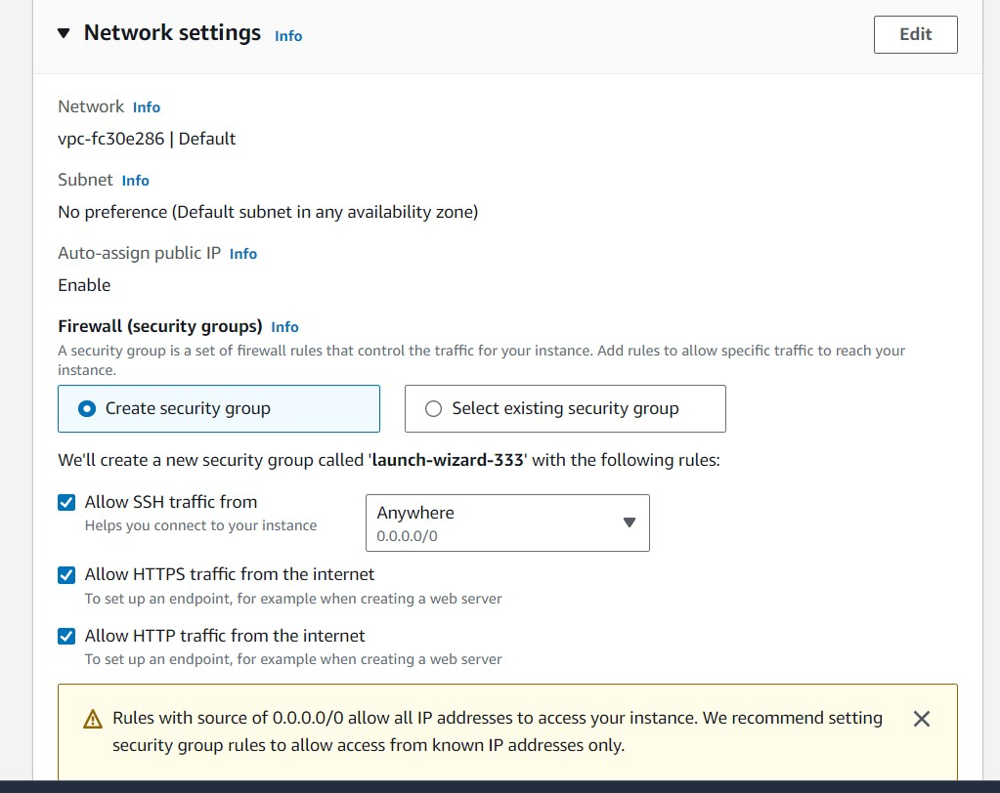 Network settings Info
Edit
Network Info
vpc-fc30e286 | Default
Subnet Info
No preference (Default subnet in any availability zone)
Auto-assign public IP Info
Enable
Firewall (security groups) Info
A security group is a set of firewall rules that control the traffic for your instance. Add rules to allow specific traffic to reach your
instance.
Create security group
Select existing security group
We'll create a new security group called 'launch-wizard-333' with the following rules:
Allow SSH traffic from
Helps you connect to your instance
Anywhere
0.0.0.0/0
Allow HTTPS traffic from the internet
To set up an endpoint, for example when creating a web server
Allow HTTP traffic from the internet
To set up an endpoint, for example when creating a web server
Rules with source of 0.0.0.0/0 allow all IP addresses to access your instance. We recommend setting
security group rules to allow access from known IP addresses only.